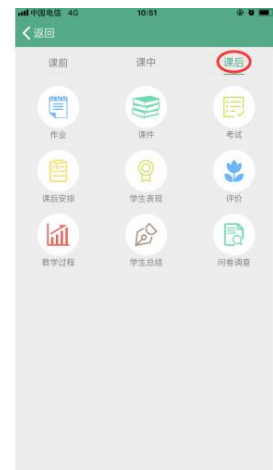 中国电信 4G 10:51
返回
课前 课中 课后
作业 课件 考试
课后安排 学生表现 评价
教学过程 学生总结 问卷调查